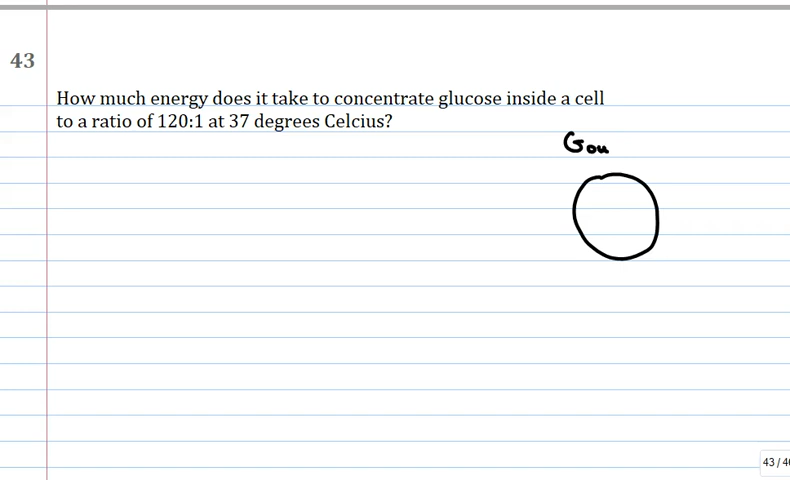 43
How much energy does it take to concentrate glucose inside a cell
to a ratio of 120:1 at 37 degrees Celcius?
Gou